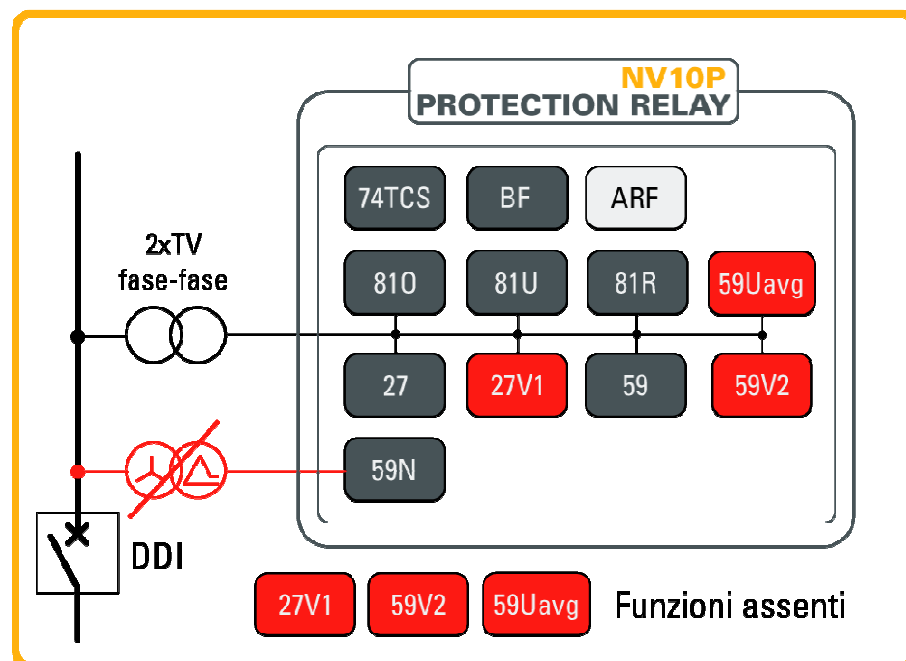 NV10P
PROTECTION RELAY
74TCS
BF
ARF
2xTV
fase-fase
81O
81U
81R
59Uavg
27
27V1
59
59V2
59N
DDI
27V1
59V2
59Uavg
Funzioni assenti